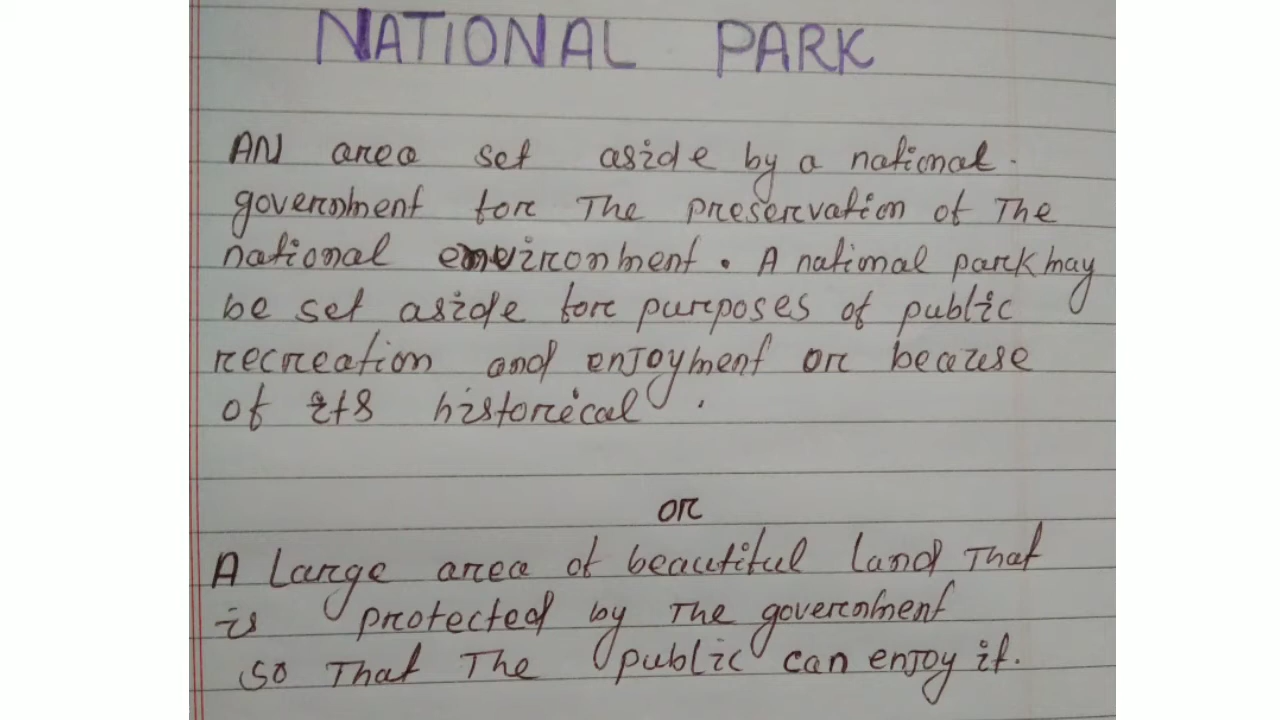 NATIONAL PARK
AN area set aside by a national.
government for The preservation of The
national environment. A national park may
be set aside for purposes of public
recreation and enjoyment or because
of its historical.
or
A Large area of beautiful land That
is protected by The government
so That The public can enjoy it.